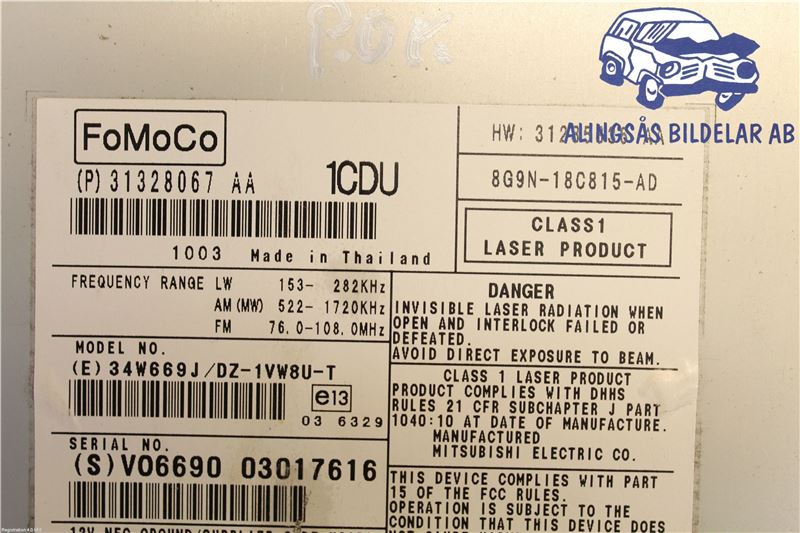 P.OK
ALINGSÅS BILDELAR AB
FoMoCo
(P) 31328067 AA
1CDU
HW:
8G9N-18C815-AD
CLASS1
LASER PRODUCT
1003 Made in Thailand
FREQUENCY RANGE LW 153- 282KHz
AM(MW) 522- 1720KHz
FM 76.0-108.0MHz
MODEL NO.
(E) 34W669J/DZ-1VW8U-T
e13
03 6329
SERIAL NO.
(S)V06690 03017616
DANGER
INVISIBLE LASER RADIATION WHEN
OPEN AND INTERLOCK FAILED OR
DEFEATED.
AVOID DIRECT EXPOSURE TO BEAM.
CLASS 1 LASER PRODUCT
PRODUCT COMPLIES WITH DHHS
RULES 21 CFR SUBCHAPTER J PART
1040:10 AT DATE OF MANUFACTURE.
MANUFACTURED
MITSUBISHI ELECTRIC CO.
THIS DEVICE COMPLIES WITH PART
15 OF THE FCC RULES.
OPERATION IS SUBJECT TO THE
CONDITION THAT THIS DEVICE DOES